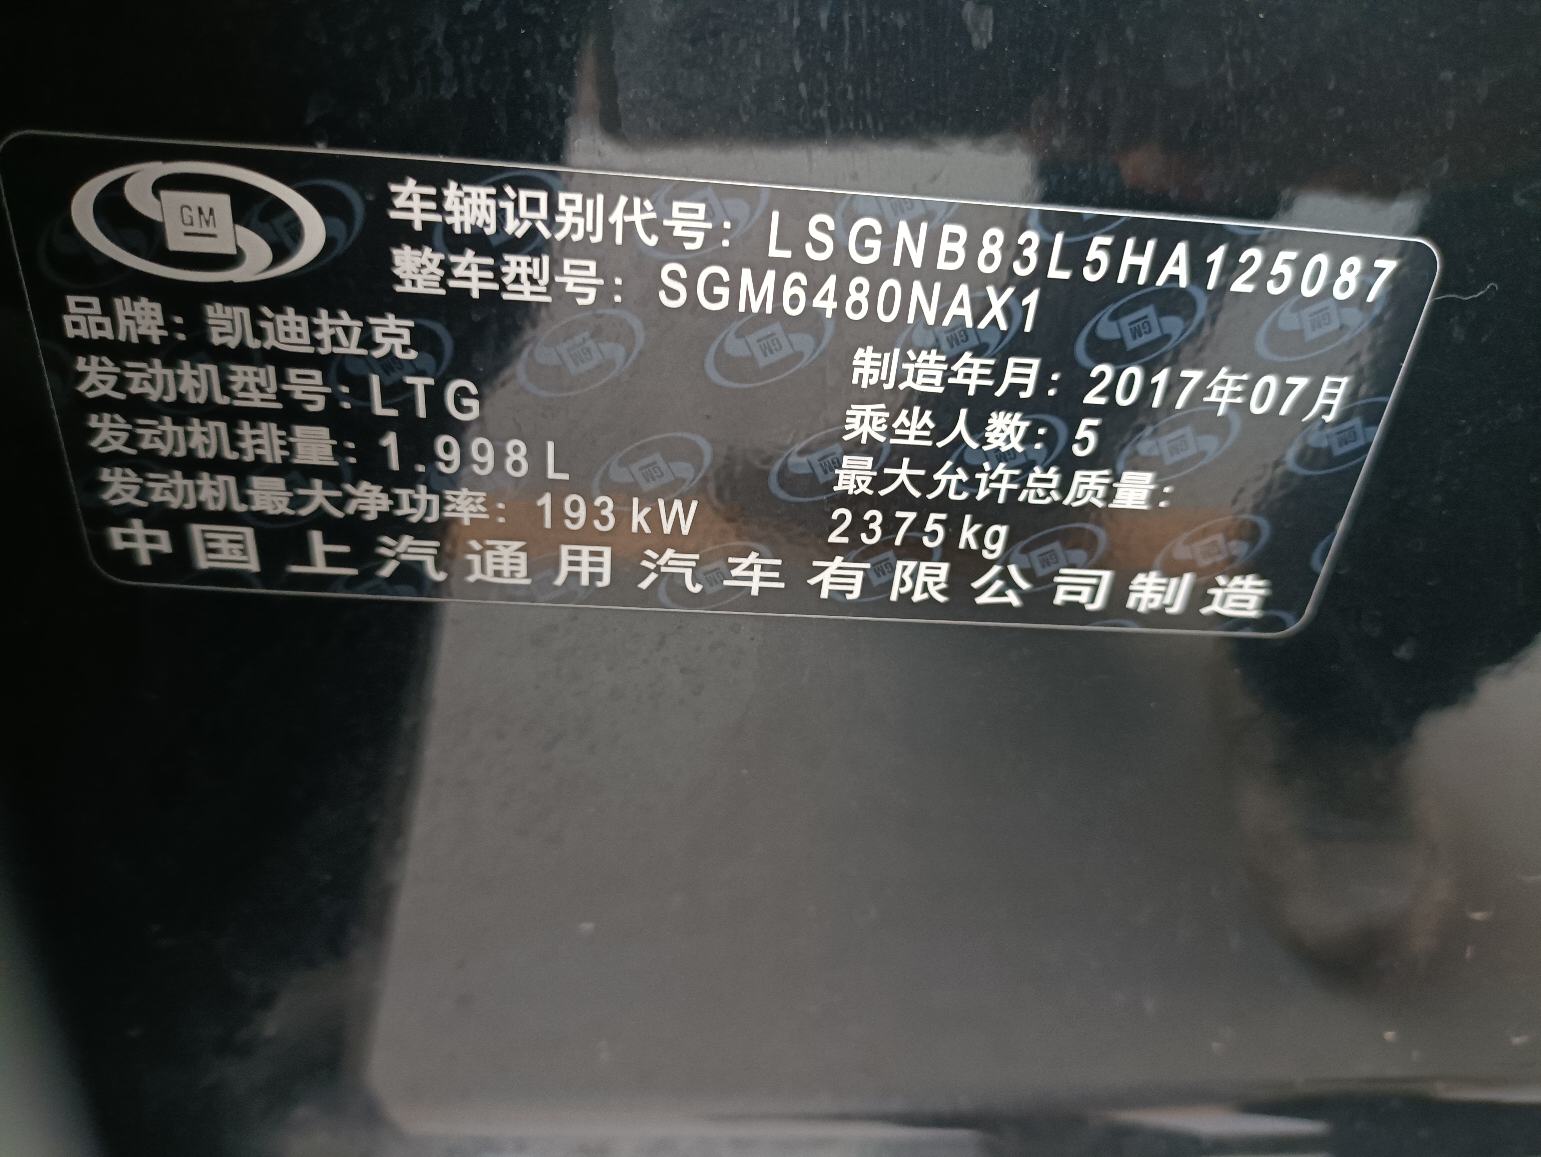 GM
车辆识别代号: LSGNB83L5HA125087
整车型号: SGM6480NAX1
品牌: 凯迪拉克
制造年月: 2017年07月
发动机型号: LTG
乘坐人数: 5
发动机排量: 1.998L
最大允许总质量:
2375kg
发动机最大净功率: 193kW
中国上汽通用汽车有限公司制造